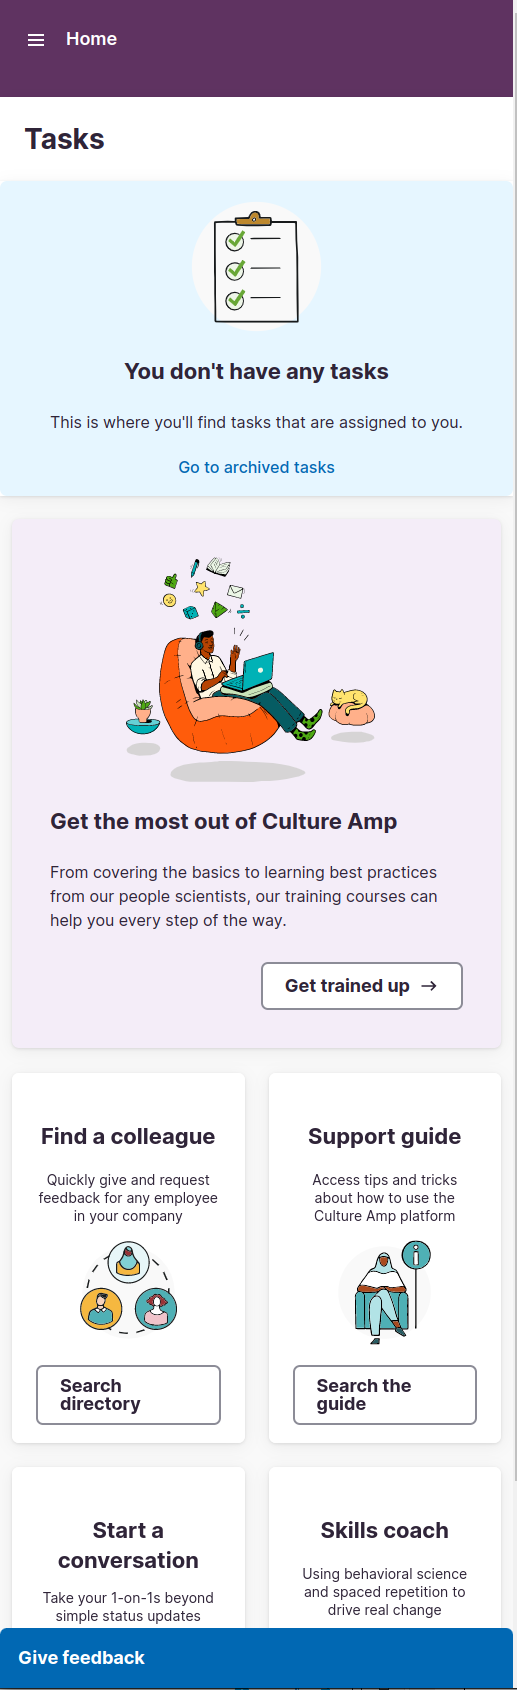 Home
Tasks
You don't have any tasks
This is where you'll find tasks that are assigned to you.
Go to archived tasks
Get the most out of Culture Amp
From covering the basics to learning best practices
from our people scientists, our training courses can
help you every step of the way.
Get trained up →
Find a colleague
Quickly give and request
feedback for any employee
in your company
Search
directory
Support guide
Access tips and tricks
about how to use the
Culture Amp platform
Search the
guide
Start a
conversation
Take your 1-on-1s beyond
simple status updates
Skills coach
Using behavioral science
and spaced repetition to
drive real change
Give feedback